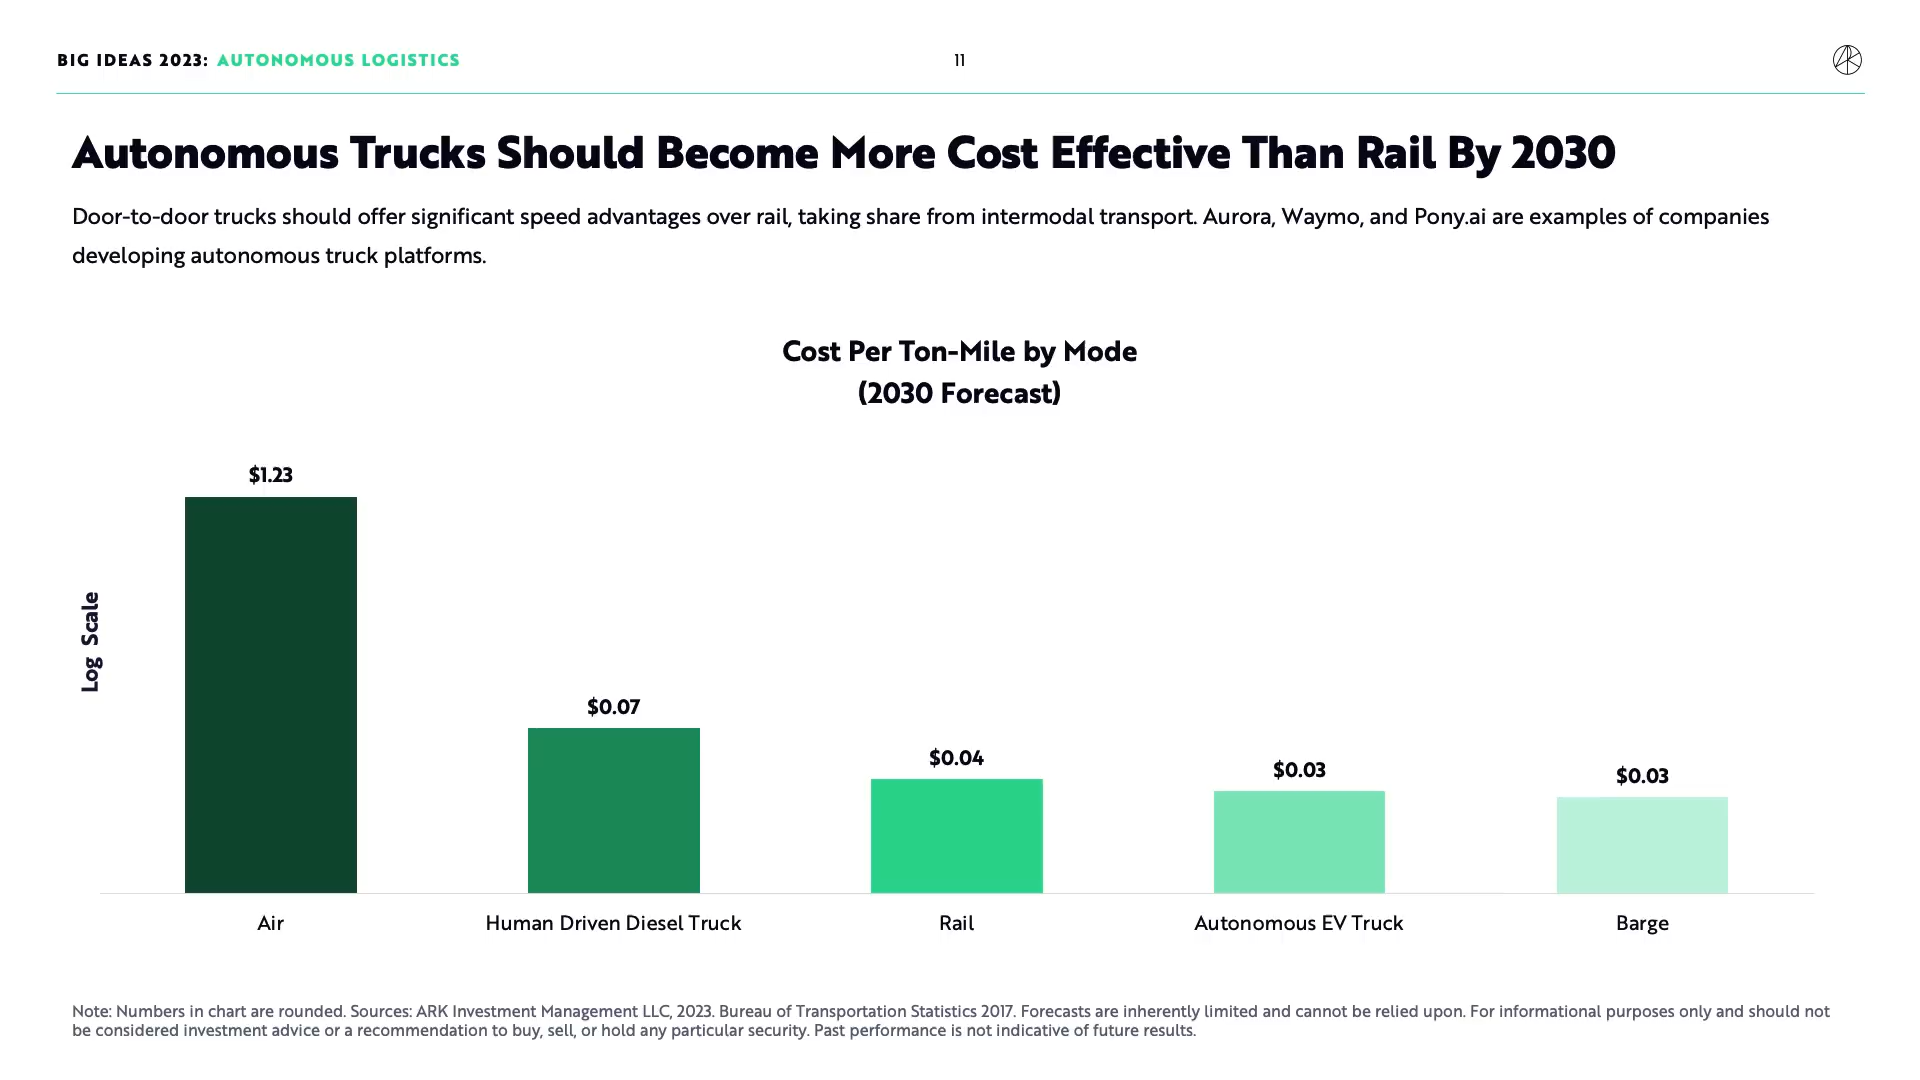 BIG IDEAS 2023: AUTONOMOUS LOGISTICS
11
Autonomous Trucks Should Become More Cost Effective Than Rail By 2030
Door-to-door trucks should offer significant speed advantages over rail, taking share from intermodal transport. Aurora, Waymo, and Pony.ai are examples of companies
developing autonomous truck platforms.
Cost Per Ton-Mile by Mode
(2030 Forecast)
Log Scale
$1.23
$0.07
$0.04
$0.03
$0.03
Air
Human Driven Diesel Truck
Rail
Autonomous EV Truck
Barge
Note: Numbers in chart are rounded. Sources: ARK Investment Management LLC, 2023. Bureau of Transportation Statistics 2017. Forecasts are inherently limited and cannot be relied upon. For informational purposes only and should not
be considered investment advice or a recommendation to buy, sell, or hold any particular security. Past performance is not indicative of future results.